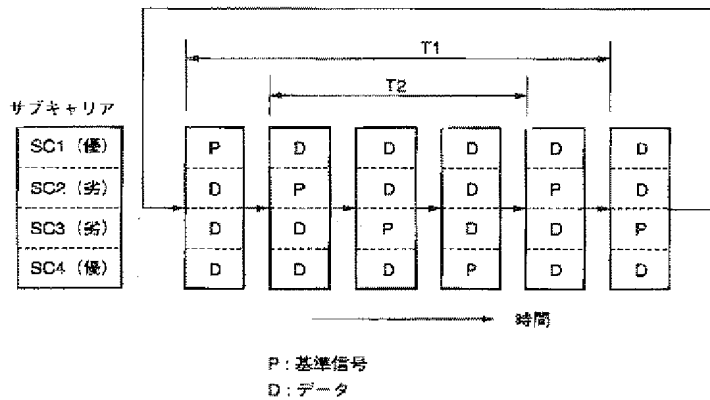 T1
T2
サブキャリア
SC1 (優) P D D D D D
SC2 (劣) D P D D P D
SC3 (劣) D D P D D P
SC4 (優) D D D P D D
時間
P : 基準信号
D : データ